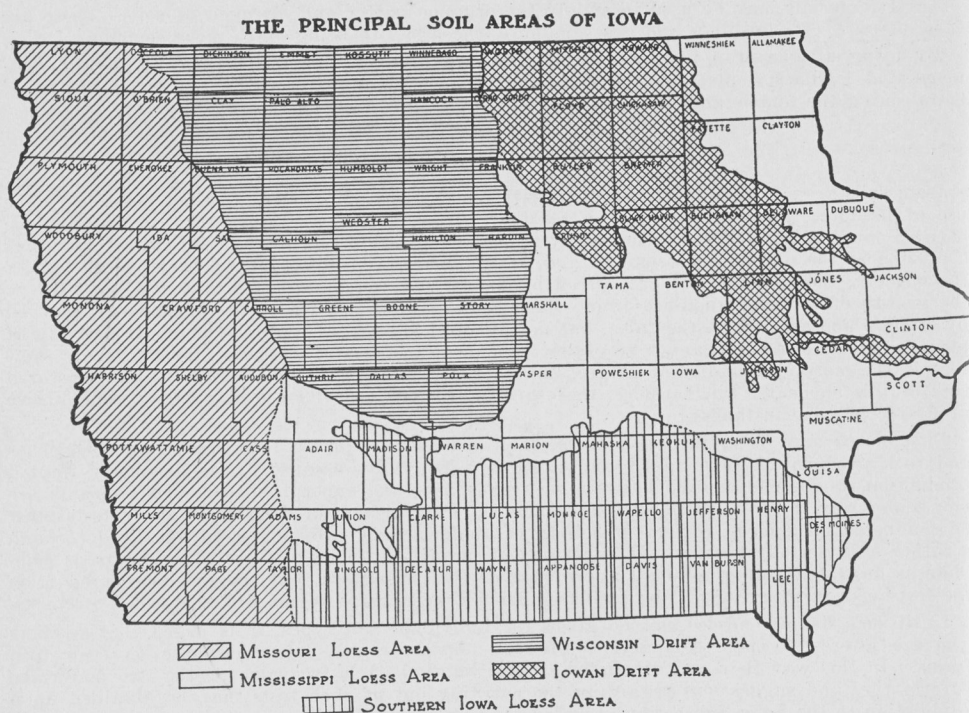 THE PRINCIPAL SOIL AREAS OF IOWA
LYON OSCEOLA DICKINSON EMMET KOSSUTH WINNEBAGO WORTH MITCHELL HOWARD WINNESHIEK ALLAMAKEE
SIOUX O'BRIEN CLAY PALO ALTO HANCOCK CERRO GORDO FLOYD CHICKASAW
FAYETTE CLAYTON
PLYMOUTH CHEROKEE BUENA VISTA POCAHONTAS HUMBOLDT WRIGHT FRANKLIN BUTLER BREMER
WOODBURY IDA SAC CALHOUN WEBSTER HAMILTON HARDIN GRUNDY BLACK HAWK BUCHANAN DELAWARE DUBUQUE
MONONA CRAWFORD CARROLL GREENE BOONE STORY MARSHALL TAMA BENTON LINN JONES JACKSON
CLINTON
CEDAR
HARRISON SHELBY AUDUBON GUTHRIE DALLAS POLK JASPER POWESHIEK IOWA JOHNSON SCOTT
MUSCATINE
POTTAWATTAMIE CASS ADAIR MADISON WARREN MARION MAHASKA KEOKUK WASHINGTON
LOUISA
MILLS MONTGOMERY ADAMS UNION CLARKE LUCAS MONROE WAPELLO JEFFERSON HENRY DES MOINES
FREMONT PAGE TAYLOR RINGGOLD DECATUR WAYNE APPANOOSE DAVIS VAN BUREN LEE
MISSOURI LOESS AREA
WISCONSIN DRIFT AREA
MISSISSIPPI LOESS AREA
IOWAN DRIFT AREA
SOUTHERN IOWA LOESS AREA